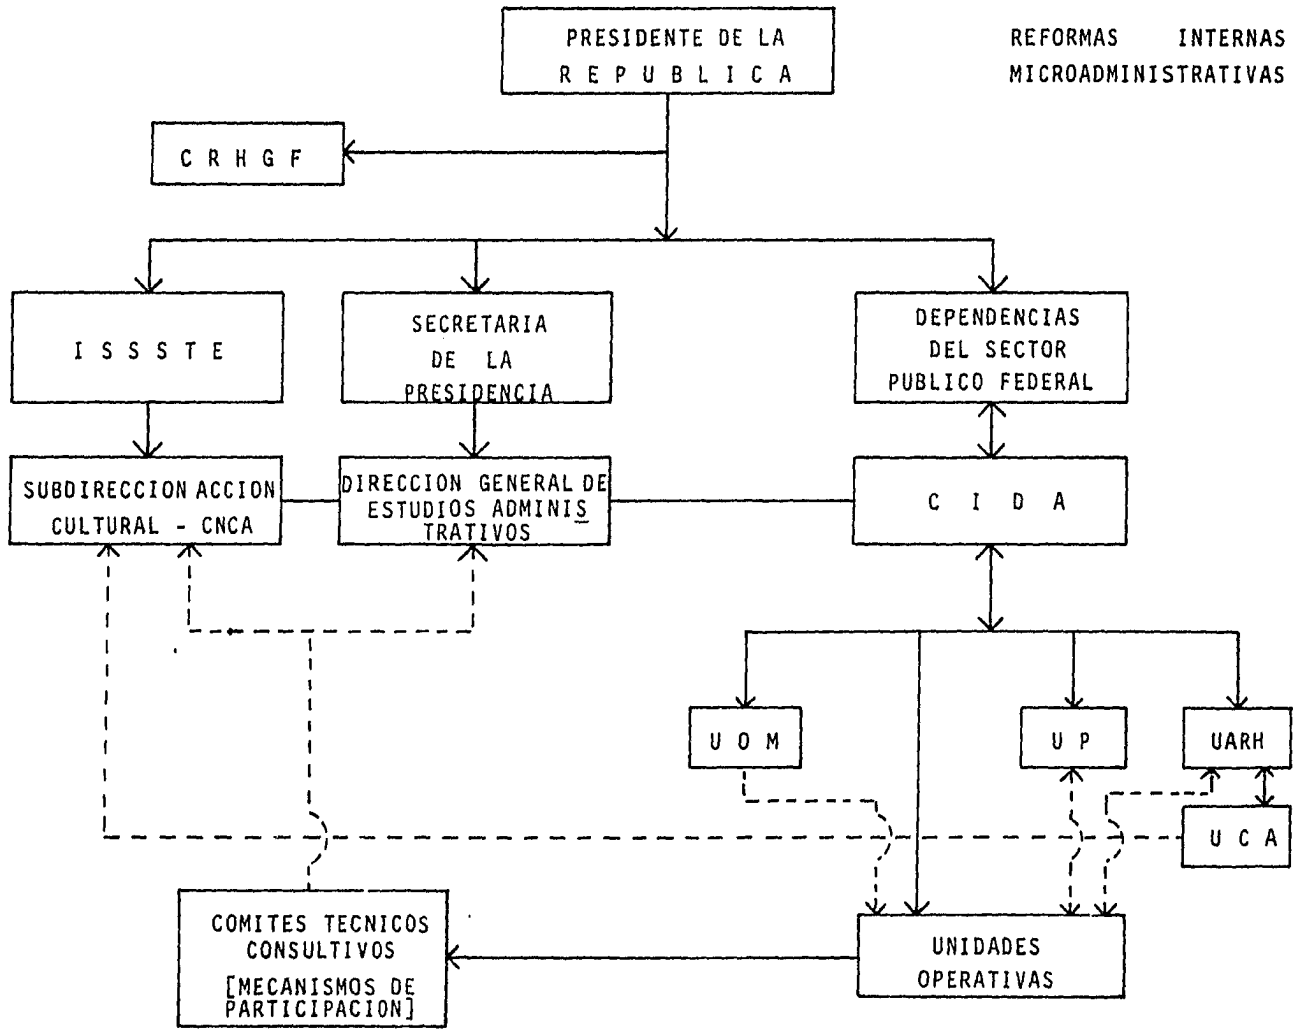 PRESIDENTE DE LA
R E P U B L I C A
REFORMAS INTERNAS
MICROADMINISTRATIVAS
C R H G F
I S S S T E
SECRETARIA
DE LA
PRESIDENCIA
DEPENDENCIAS
DEL SECTOR
PUBLICO FEDERAL
SUBDIRECCION ACCION
CULTURAL - CNCA
DIRECCION GENERAL DE
ESTUDIOS ADMINIS
TRATIVOS
C I D A
U O M
U P
UARH
U C A
COMITES TECNICOS
CONSULTIVOS
[MECANISMOS DE
PARTICIPACION]
UNIDADES
OPERATIVAS